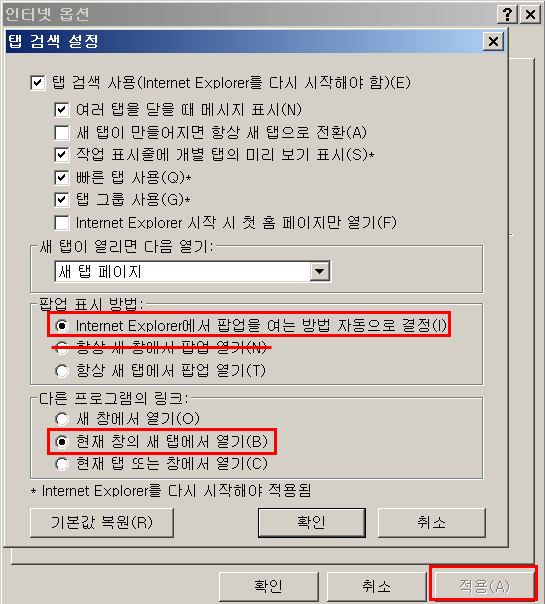 인터넷 옵션
탭 검색 설정
탭 검색 사용(Internet Explorer를 다시 시작해야 함)(E)
여러 탭을 닫을 때 메시지 표시(N)
새 탭이 만들어지면 항상 새 탭으로 전환(A)
작업 표시줄에 개별 탭의 미리 보기 표시(S)*
빠른 탭 사용(Q)*
탭 그룹 사용(G)*
Internet Explorer 시작 시 첫 홈 페이지만 열기(F)
새 탭이 열리면 다음 열기:
새 탭 페이지
팝업 표시 방법:
Internet Explorer에서 팝업을 여는 방법 자동으로 결정(I)
항상 새 창에서 팝업 열기(N)
항상 새 탭에서 팝업 열기(T)
다른 프로그램의 링크:
새 창에서 열기(O)
현재 창의 새 탭에서 열기(B)
현재 탭 또는 창에서 열기(C)
* Internet Explorer를 다시 시작해야 적용됨
기본값 복원(R) 확인 취소
확인 취소 적용(A)